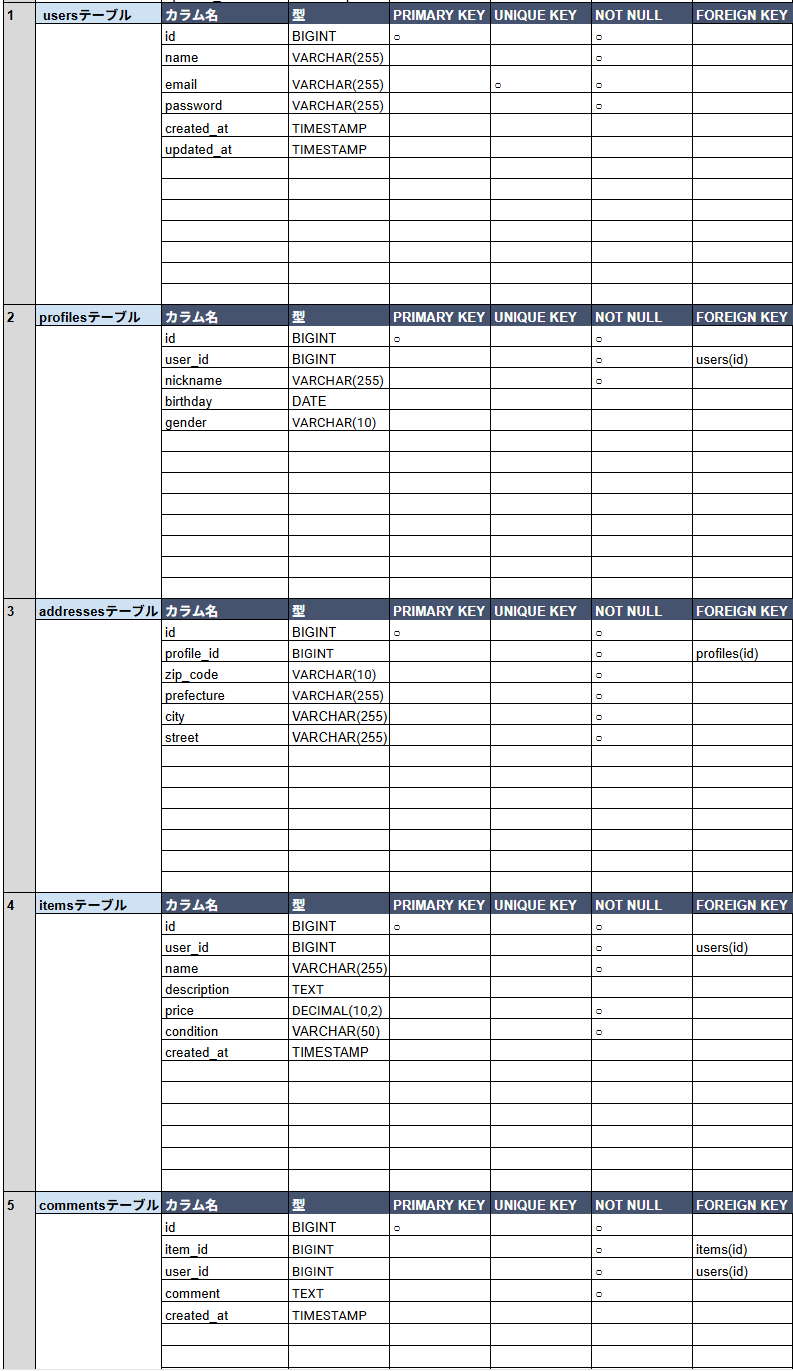 1 usersテーブル カラム名 型 PRIMARY KEY UNIQUE KEY NOT NULL FOREIGN KEY
id BIGINT ○ ○
name VARCHAR(255) ○
email VARCHAR(255) ○ ○
password VARCHAR(255) ○
created_at TIMESTAMP
updated_at TIMESTAMP
2 profilesテーブル カラム名 型 PRIMARY KEY UNIQUE KEY NOT NULL FOREIGN KEY
id BIGINT ○ ○
user_id BIGINT ○ users(id)
nickname VARCHAR(255) ○
birthday DATE
gender VARCHAR(10)
3 addressesテーブル カラム名 型 PRIMARY KEY UNIQUE KEY NOT NULL FOREIGN KEY
id BIGINT ○ ○
profile_id BIGINT ○ profiles(id)
zip_code VARCHAR(10) ○
prefecture VARCHAR(255) ○
city VARCHAR(255) ○
street VARCHAR(255) ○
4 itemsテーブル カラム名 型 PRIMARY KEY UNIQUE KEY NOT NULL FOREIGN KEY
id BIGINT ○ ○
user_id BIGINT ○ users(id)
name VARCHAR(255) ○
description TEXT
price DECIMAL(10,2) ○
condition VARCHAR(50) ○
created_at TIMESTAMP
5 commentsテーブル カラム名 型 PRIMARY KEY UNIQUE KEY NOT NULL FOREIGN KEY
id BIGINT ○ ○
item_id BIGINT ○ items(id)
user_id BIGINT ○ users(id)
comment TEXT ○
created_at TIMESTAMP